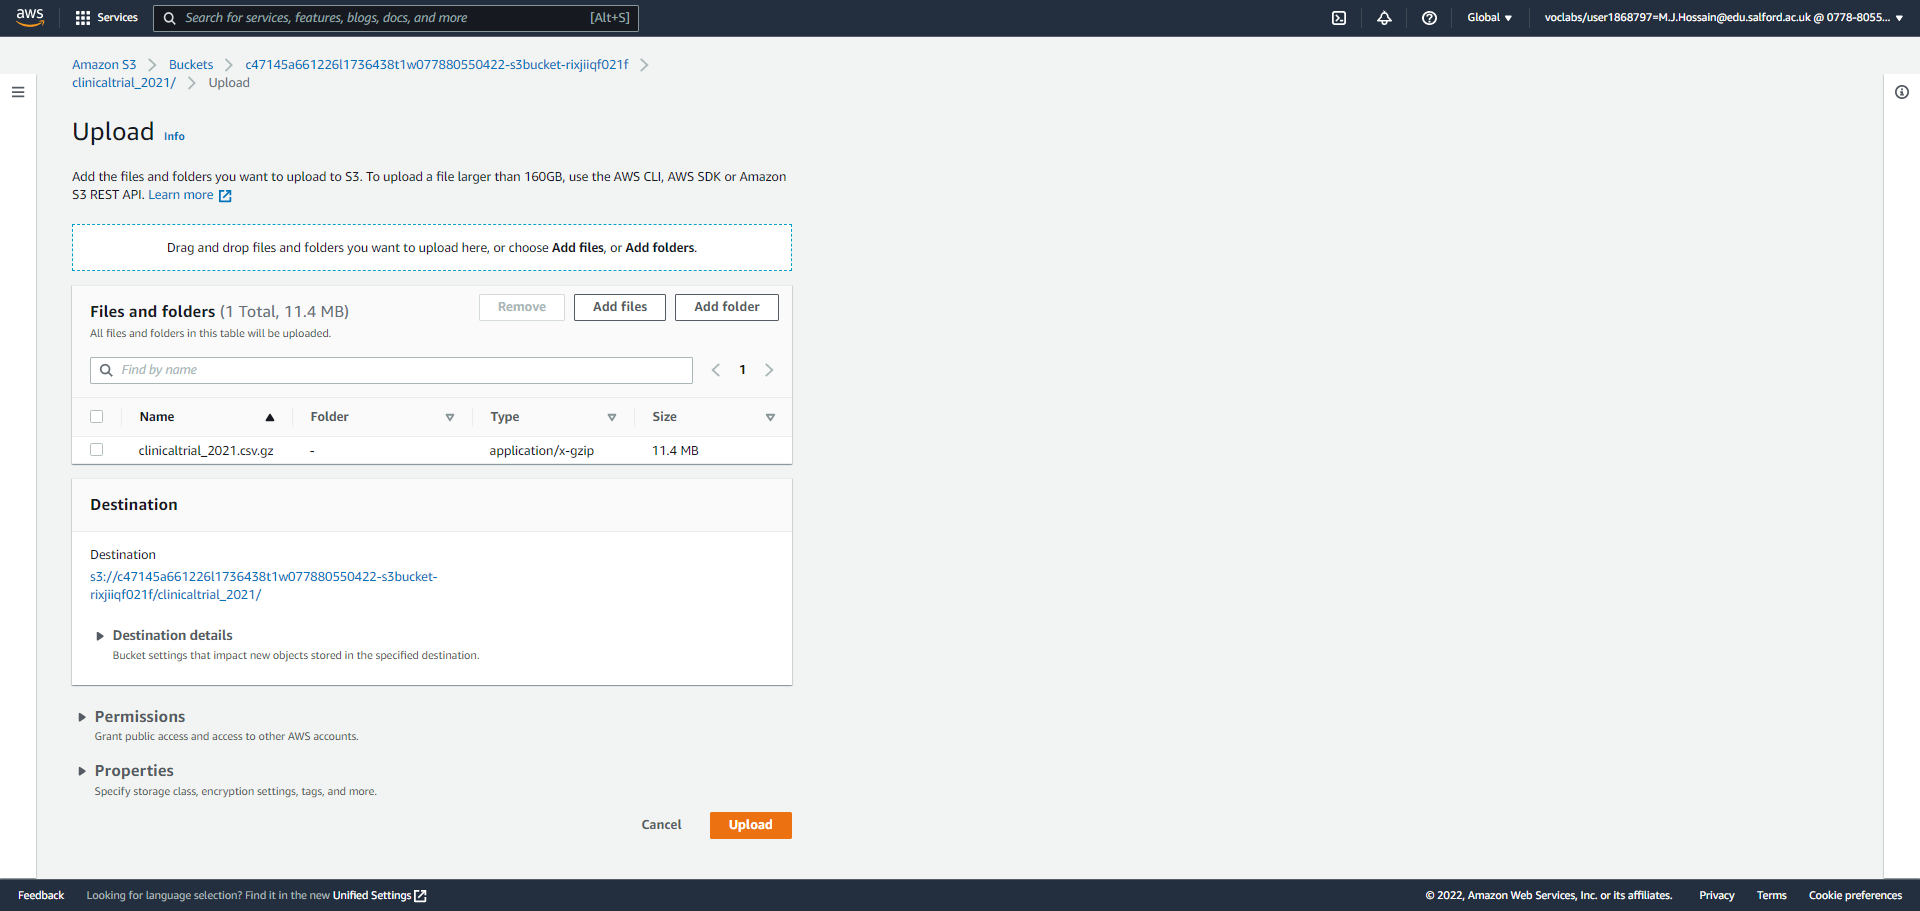 aws
Services
Search for services, features, blogs, docs, and more
[Alt+S]
Global
voclabs/user1868797=M.J.Hossain@edu.salford.ac.uk @ 0778-8055...
Amazon S3
Buckets
c47145a661226l1736438t1w077880550422-s3bucket-rixjiiqf021f
clinicaltrial_2021/
Upload
Upload
Info
Add the files and folders you want to upload to S3. To upload a file larger than 160GB, use the AWS CLI, AWS SDK or Amazon
S3 REST API. Learn more
Drag and drop files and folders you want to upload here, or choose Add files, or Add folders.
Files and folders (1 Total, 11.4 MB)
All files and folders in this table will be uploaded.
Remove
Add files
Add folder
Find by name
1
Name
Folder
Type
Size
clinicaltrial_2021.csv.gz
-
application/x-gzip
11.4 MB
Destination
Destination
s3://c47145a661226l1736438t1w077880550422-s3bucket-
rixjiiqf021f/clinicaltrial_2021/
Destination details
Bucket settings that impact new objects stored in the specified destination.
Permissions
Grant public access and access to other AWS accounts.
Properties
Specify storage class, encryption settings, tags, and more.
Cancel
Upload
Feedback
Looking for language selection? Find it in the new Unified Settings
© 2022, Amazon Web Services, Inc. or its affiliates.
Privacy
Terms
Cookie preferences